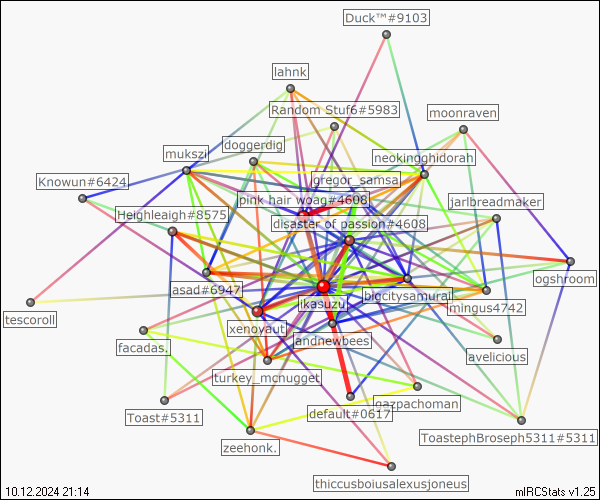 Duck™#9103
lahnk
Random Stuf6#5983
moonraven
doggerdig
mukszi
neokingghidorah
gregor_samsa
Knowun#6424
pink hair woag#4608
jarlbreadmaker
Heighleaigh#8575
disaster of passion#4608
ogshroom
asad#6947
bigcitysamurai
lkasuzu
mingus4742
tescoroll
xenoyaut
andnewbees
facadas.
avelicious
turkey_mcnugget
nazpachoman
Toast#5311
default#0617
ToastephBroseph5311#5311
zeehonk.
thiccusboiusalexusjoneus
10.12.2024 21:14
mIRCStats v1.25